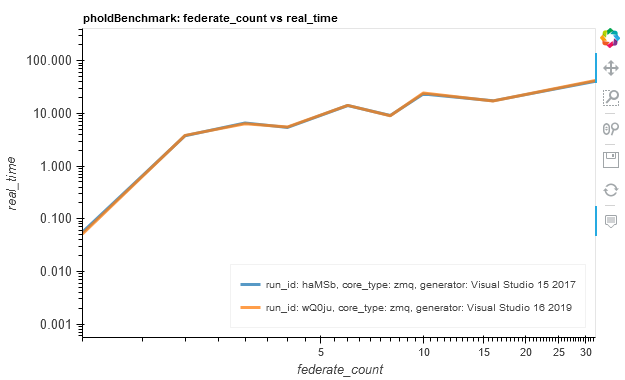 pholdBenchmark: federate_count vs real_time
100.000
10.000
1.000
0.100
0.010
0.001
real_time
run_id: haMSb, core_type: zmq, generator: Visual Studio 15 2017
run_id: wQ0ju, core_type: zmq, generator: Visual Studio 16 2019
5
10
15
20
25
30
federate_count